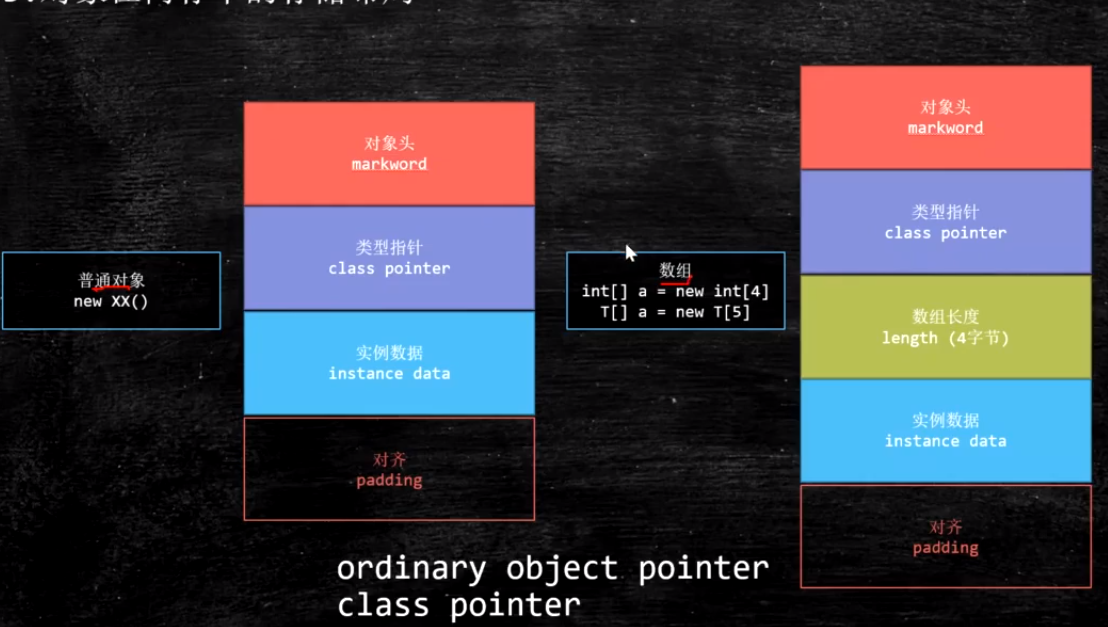 对象头
markword
类型指针
class pointer
实例数据
instance data
对齐
padding
普通对象
new XX()
数组
int[] a = new int[4]
T[] a = new T[5]
对象头
markword
类型指针
class pointer
数组长度
length (4字节)
实例数据
instance data
对齐
padding
ordinary object pointer
class pointer